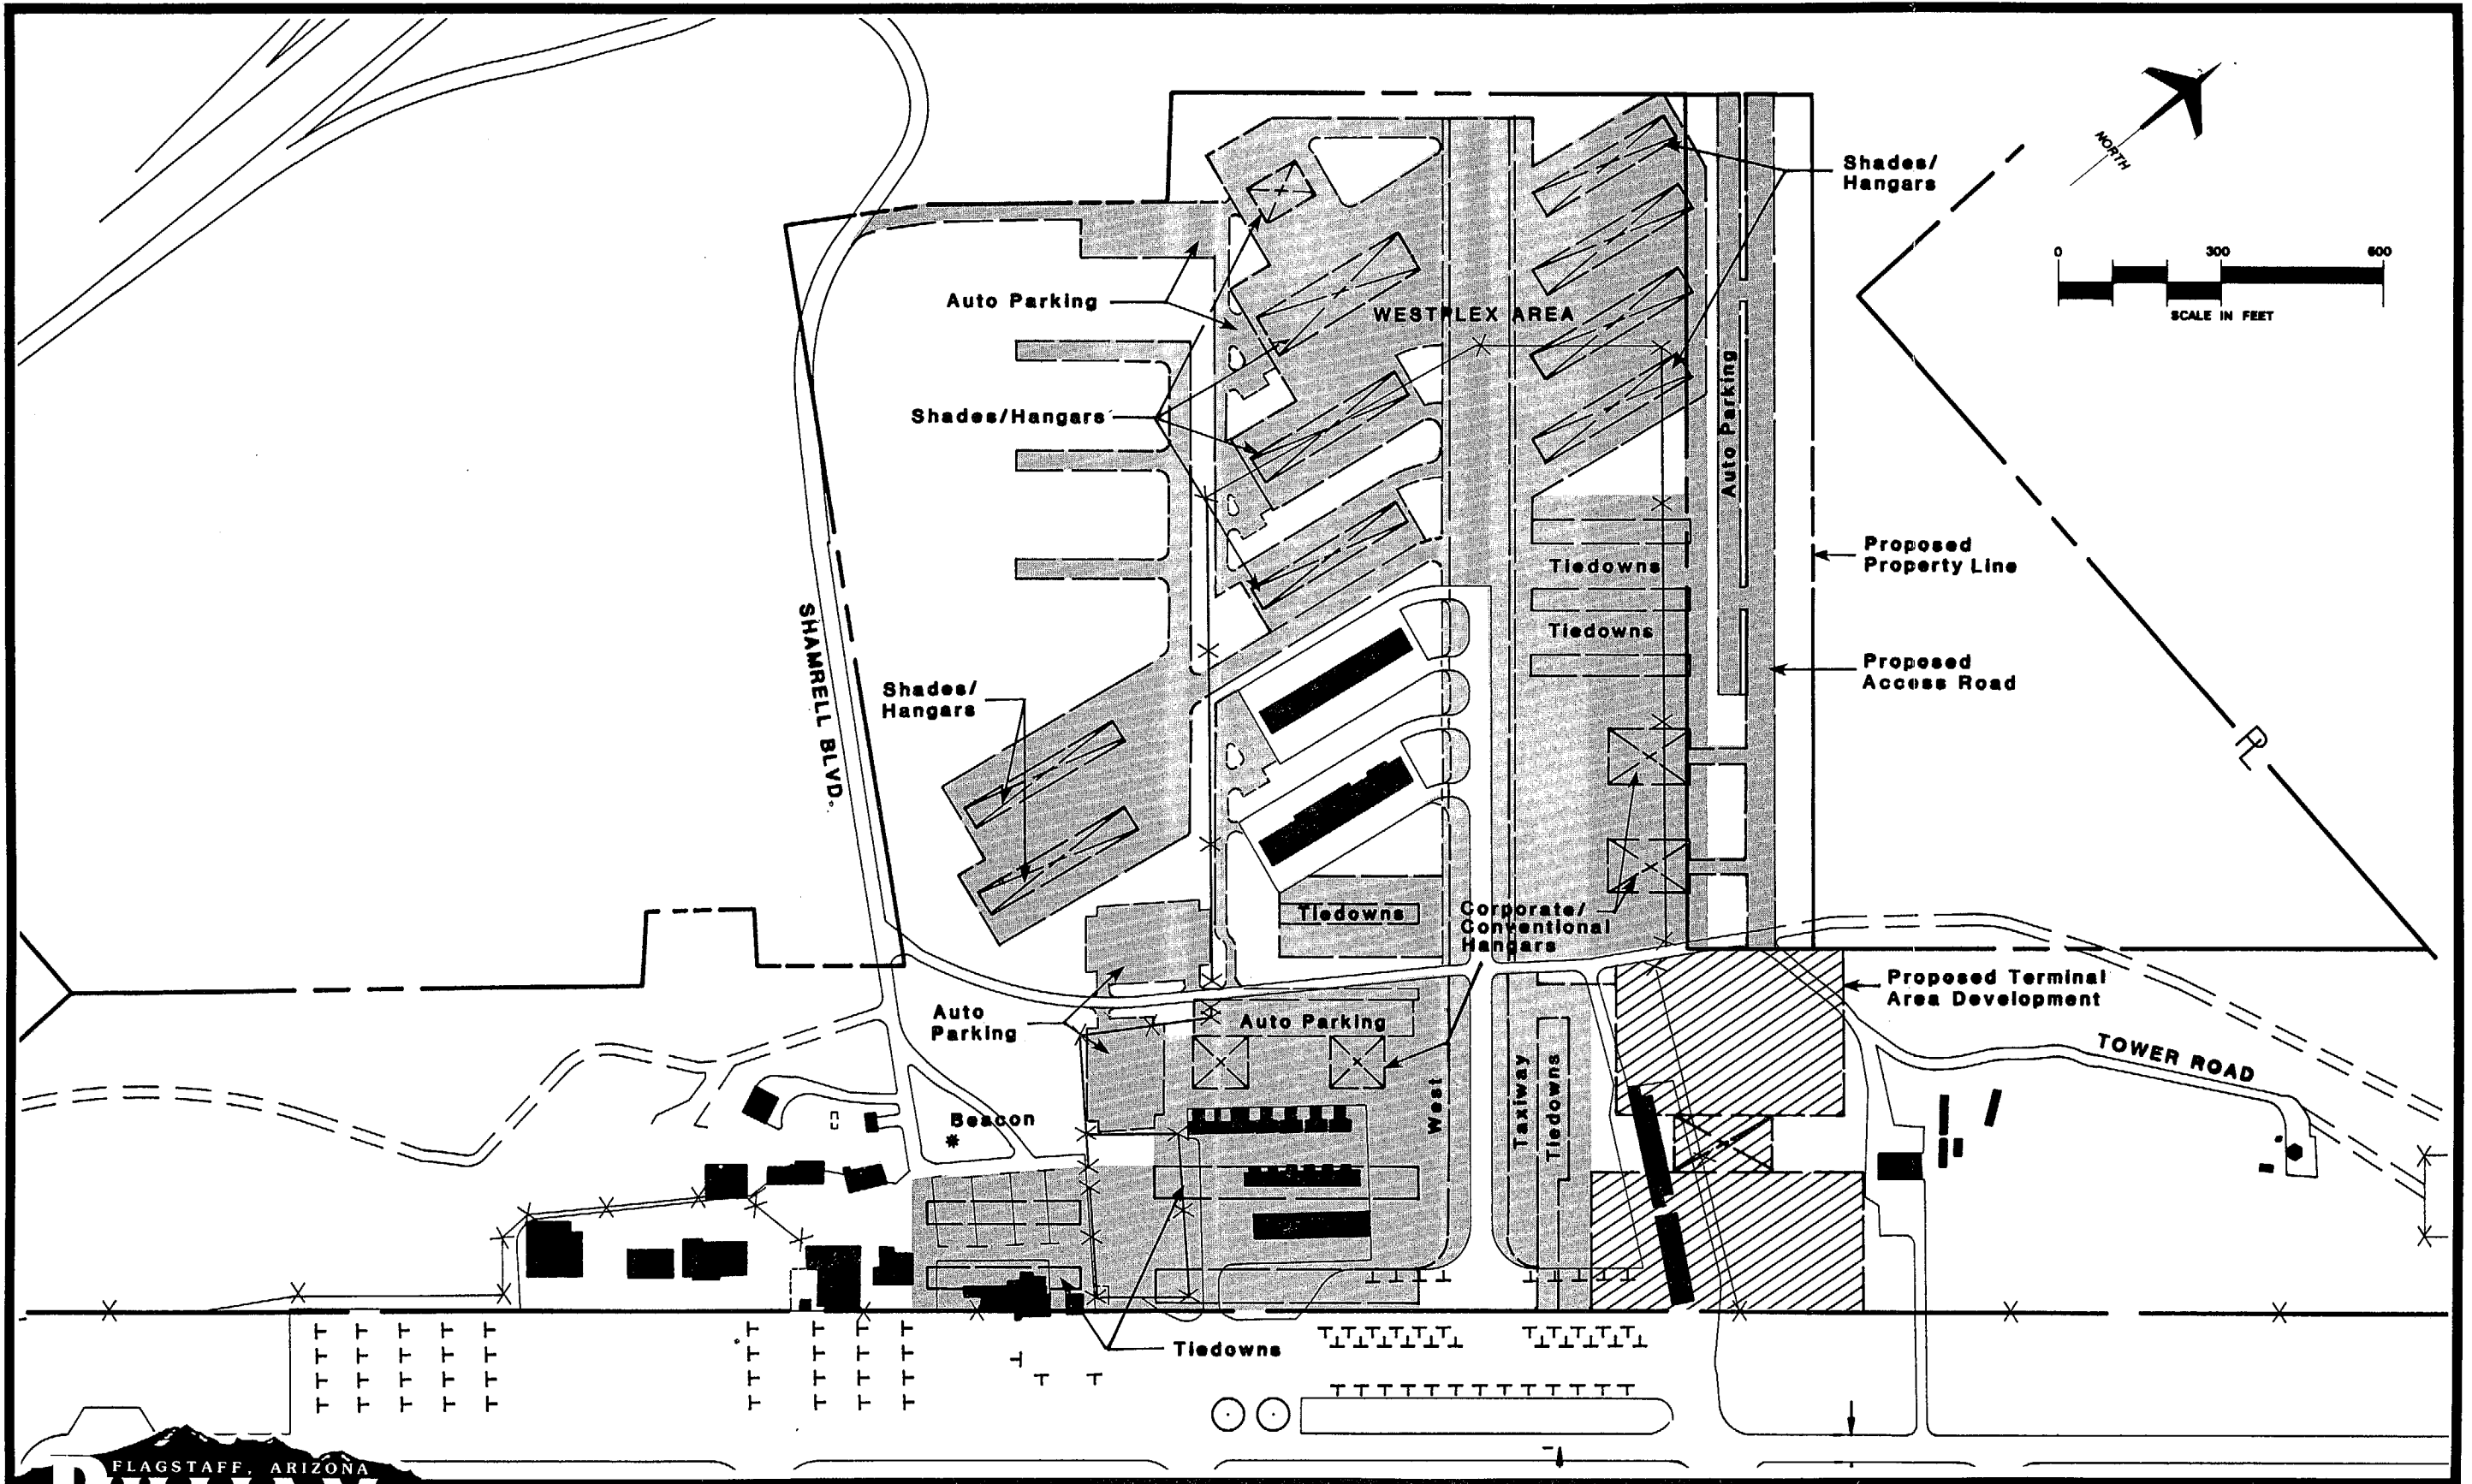 NORTH
0 300 600
SCALE IN FEET
Shades/
Hangars
Auto Parking
WESTPLEX AREA
Auto Parking
Shades/Hangars
Proposed
Property Line
Tiedowns
Tiedowns
SHAMRELL BLVD.
Proposed
Access Road
Shades/
Hangars
PL
Tiedowns
Corporate/
Conventional
Hangars
Proposed Terminal
Area Development
Auto
Parking
Auto Parking
TOWER ROAD
West
Taxiway
Tiedowns
Beacon
Tiedowns
FLAGSTAFF, ARIZONA